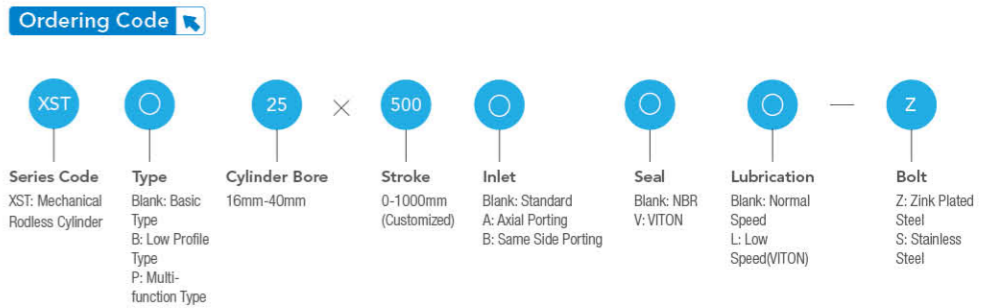 Ordering Code
XST ○ 25 × 500 ○ ○ ○ — Z
Series Code
XST: Mechanical
Rodless Cylinder
Type
Blank: Basic
Type
B: Low Profile
Type
P: Multi-
function Type
Cylinder Bore
16mm-40mm
Stroke
0-1000mm
(Customized)
Inlet
Blank: Standard
A: Axial Porting
B: Same Side Porting
Seal
Blank: NBR
V: VITON
Lubrication
Blank: Normal
Speed
L: Low
Speed(VITON)
Bolt
Z: Zink Plated
Steel
S: Stainless
Steel